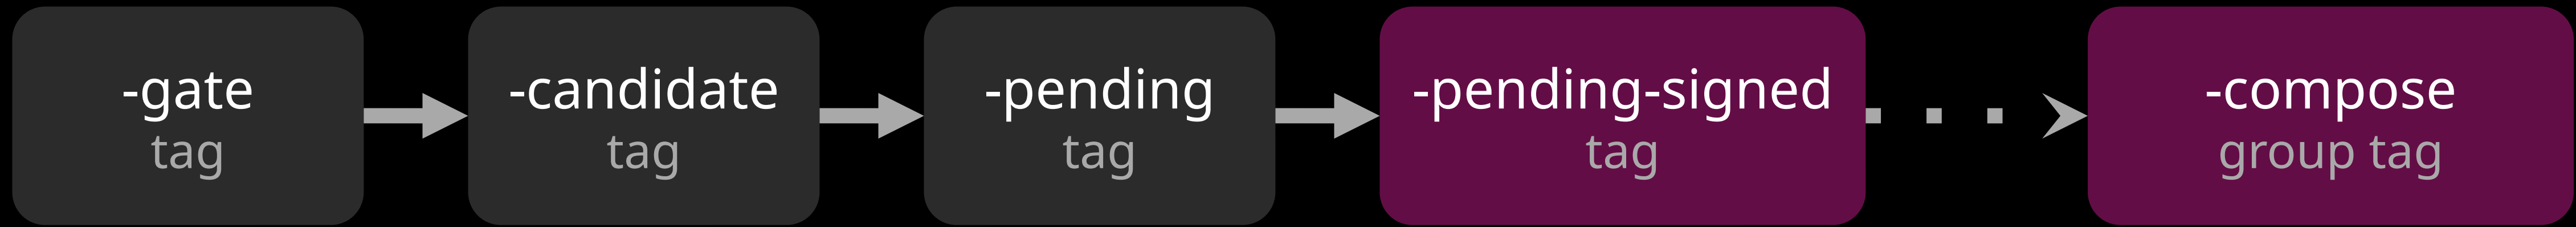 -gate
tag
-candidate
tag
-pending
tag
-pending-signed
tag
-compose
group tag